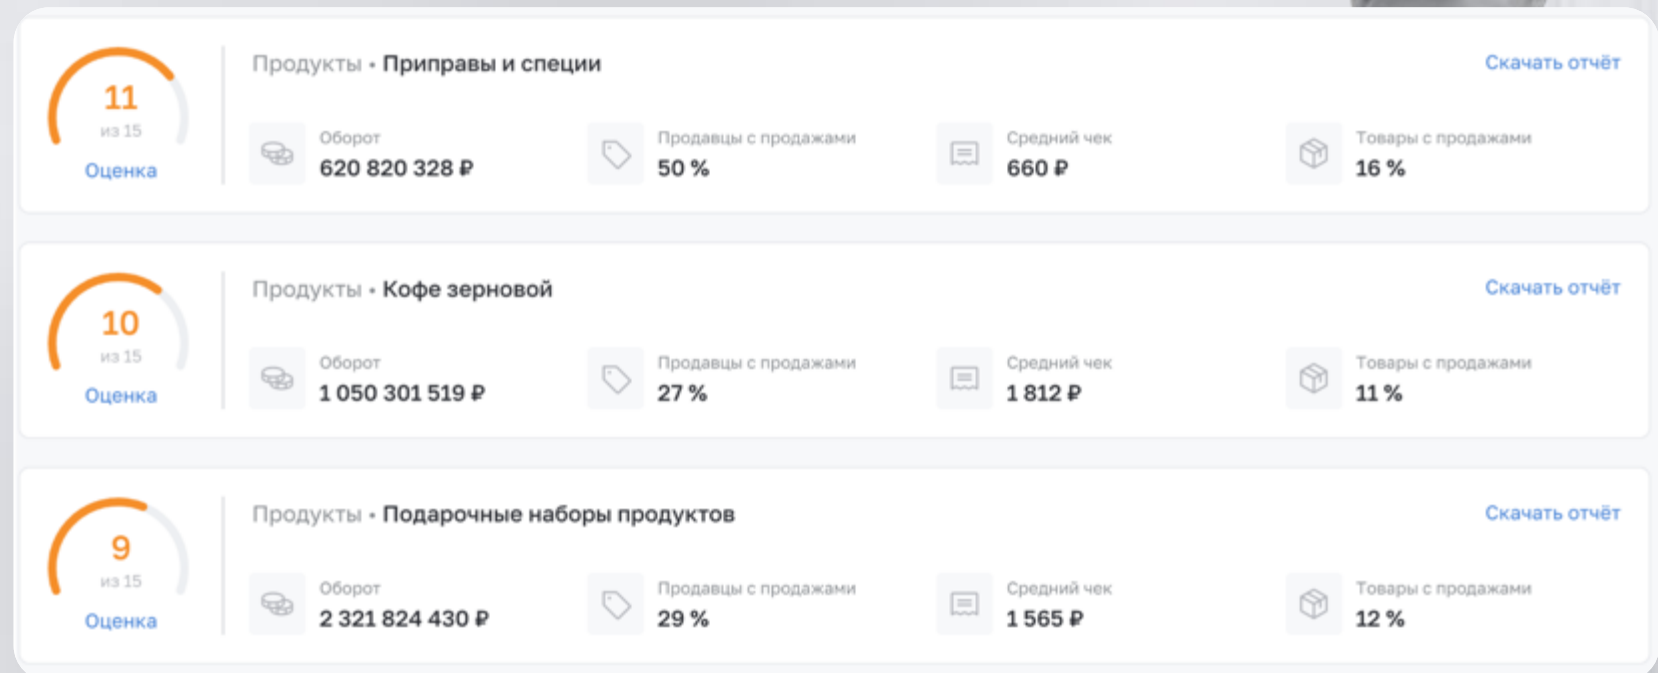 Продукты • Приправы и специи
Скачать отчёт
11
из 15
Оценка
Оборот
620 820 328 ₽
Продавцы с продажами
50 %
Средний чек
660 ₽
Товары с продажами
16 %
Продукты • Кофе зерновой
Скачать отчёт
10
из 15
Оценка
Оборот
1 050 301 519 ₽
Продавцы с продажами
27 %
Средний чек
1 812 ₽
Товары с продажами
11 %
Продукты • Подарочные наборы продуктов
Скачать отчёт
9
из 15
Оценка
Оборот
2 321 824 430 ₽
Продавцы с продажами
29 %
Средний чек
1 565 ₽
Товары с продажами
12 %